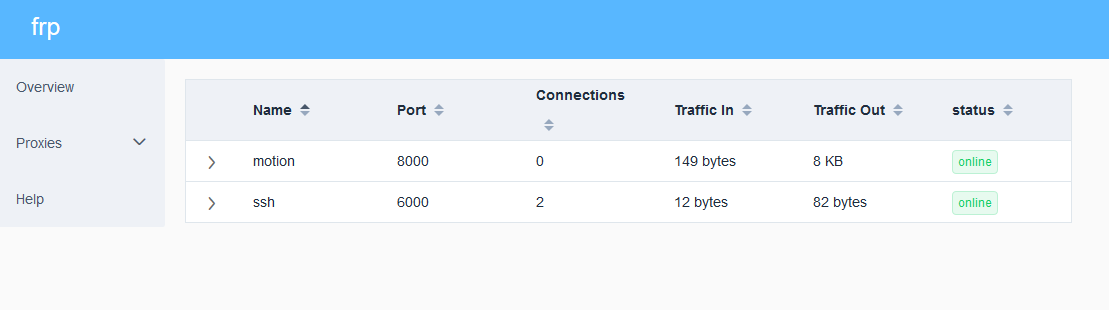 frp
Overview
Proxies
Help
Name Port Connections Traffic In Traffic Out status
motion 8000 0 149 bytes 8 KB online
ssh 6000 2 12 bytes 82 bytes online